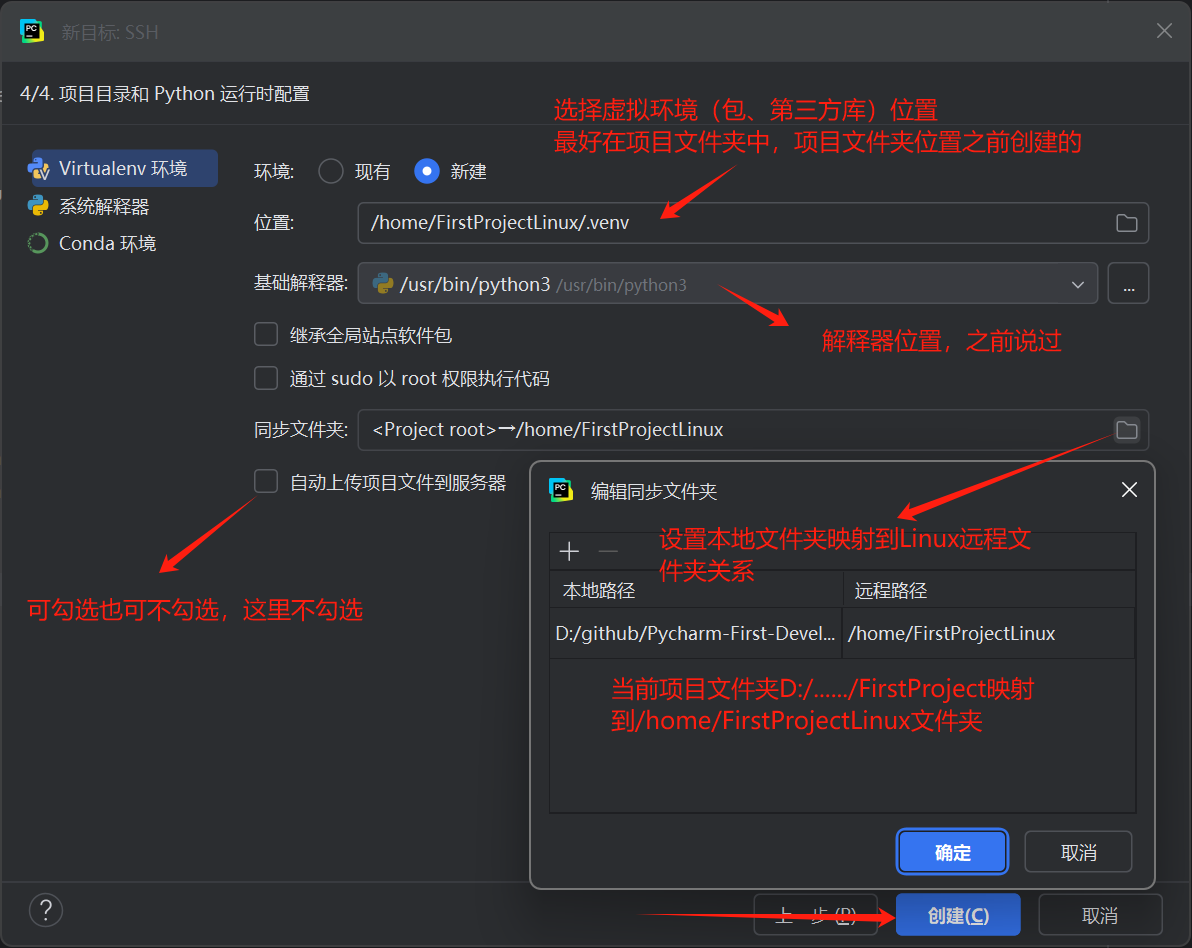 新目标: SSH
4/4. 项目目录和 Python 运行时配置
选择虚拟环境（包、第三方库）位置
最好在项目文件夹中，项目文件夹位置之前创建的
Virtualenv 环境
系统解释器
Conda 环境
环境:
现有
新建
位置:
/home/FirstProjectLinux/.venv
基础解释器:
/usr/bin/python3 /usr/bin/python3
...
解释器位置，之前说过
继承全局站点软件包
通过 sudo 以 root 权限执行代码
同步文件夹:
<Project root>→/home/FirstProjectLinux
自动上传项目文件到服务器
可勾选也可不勾选，这里不勾选
编辑同步文件夹
设置本地文件夹映射到Linux远程文
件夹关系
本地路径
远程路径
D:/github/Pycharm-First-Devel...
/home/FirstProjectLinux
当前项目文件夹D:/....../FirstProject映射
到/home/FirstProjectLinux文件夹
确定
取消
?
上一步(P)
创建(C)
取消